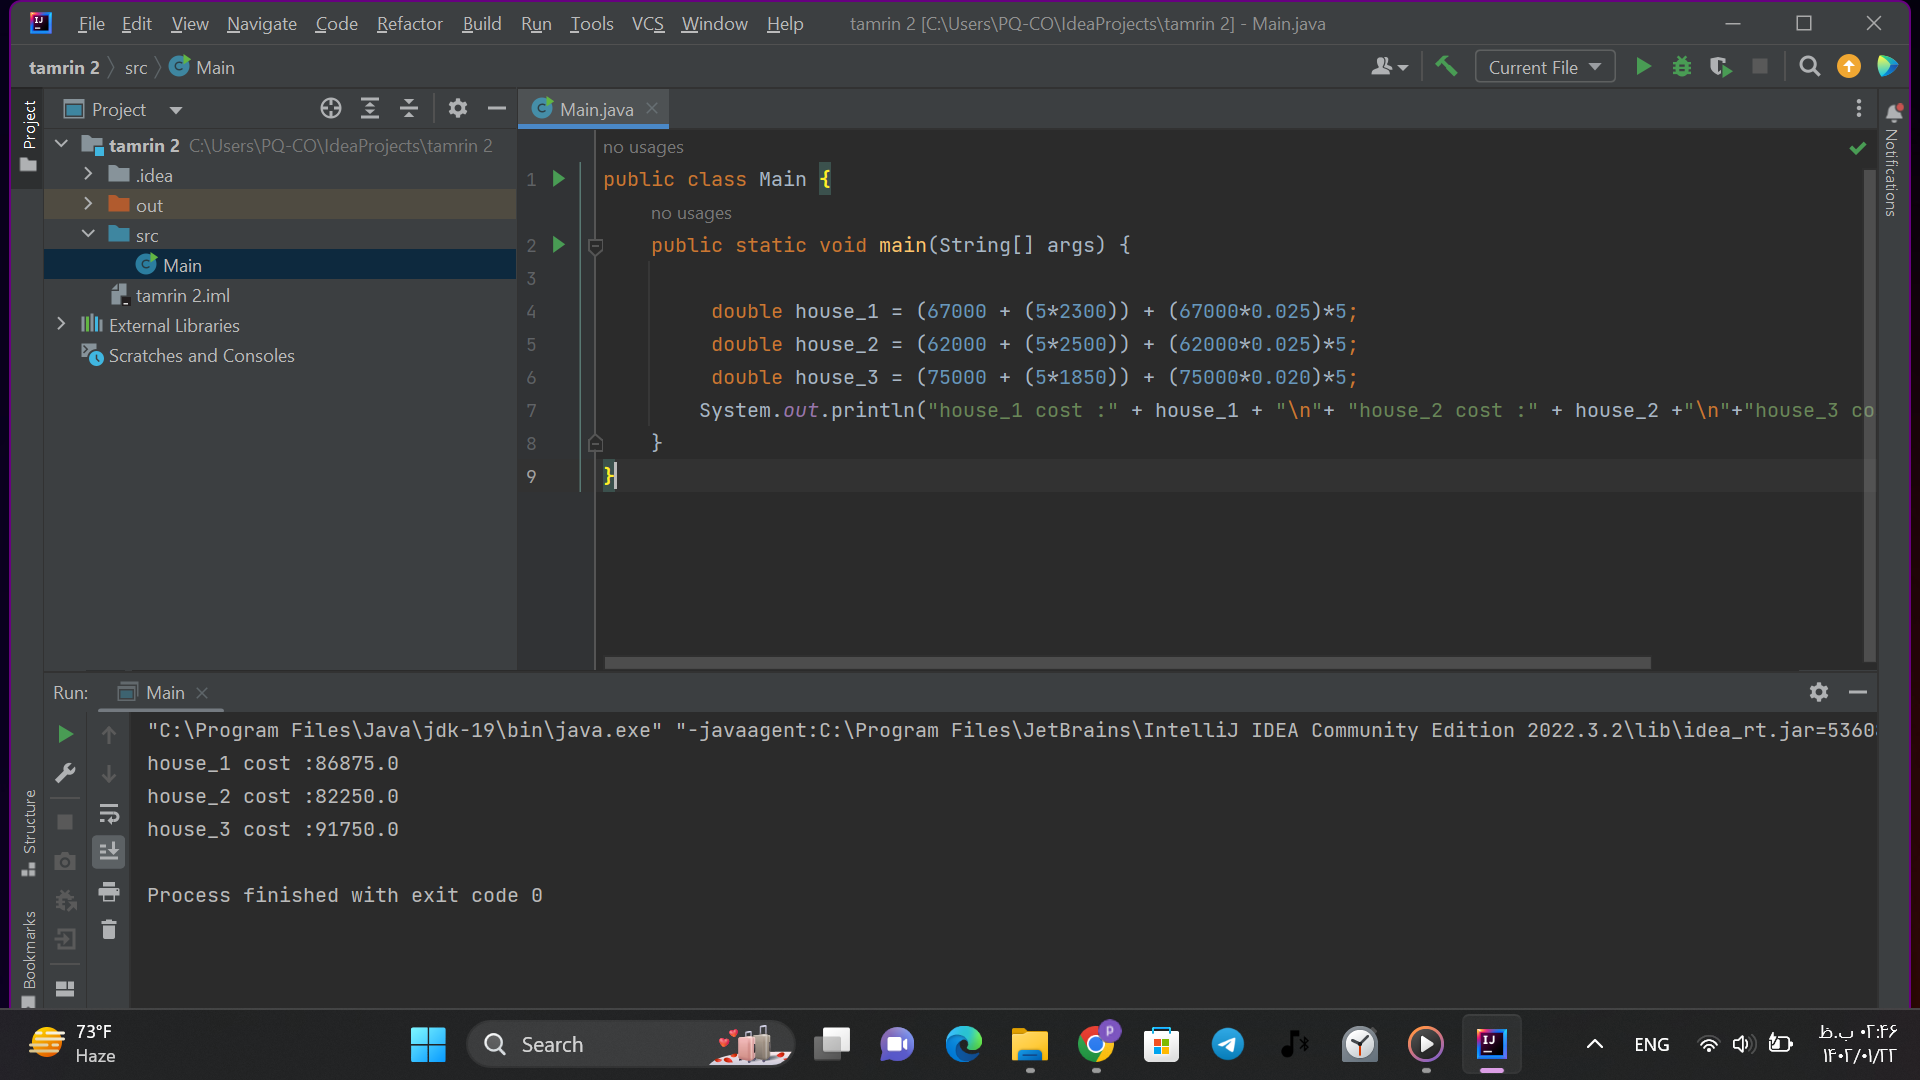 File Edit View Navigate Code Refactor Build Run Tools VCS Window Help tamrin 2 [C:\Users\PQ-CO\IdeaProjects\tamrin 2] - Main.java
tamrin 2 src Main
Current File
Project
Project
Main.java
Notifications
tamrin 2 C:\Users\PQ-CO\IdeaProjects\tamrin 2
.idea
out
src
Main
tamrin 2.iml
External Libraries
Scratches and Consoles
no usages
1 public class Main {
no usages
2 public static void main(String[] args) {
3
4 double house_1 = (67000 + (5*2300)) + (67000*0.025)*5;
5 double house_2 = (62000 + (5*2500)) + (62000*0.025)*5;
6 double house_3 = (75000 + (5*1850)) + (75000*0.020)*5;
7 System.out.println("house_1 cost :" + house_1 + "\n"+ "house_2 cost :" + house_2 +"\n"+"house_3 co
8 }
9 }
Run: Main
Structure
Bookmarks
"C:\Program Files\Java\jdk-19\bin\java.exe" "-javaagent:C:\Program Files\JetBrains\IntelliJ IDEA Community Edition 2022.3.2\lib\idea_rt.jar=5360
house_1 cost :86875.0
house_2 cost :82250.0
house_3 cost :91750.0
Process finished with exit code 0
73°F
Haze
Search
P
IJ
ENG
۰۲:۴۶ ب.ظ
۱۴۰۲/۰۱/۲۲